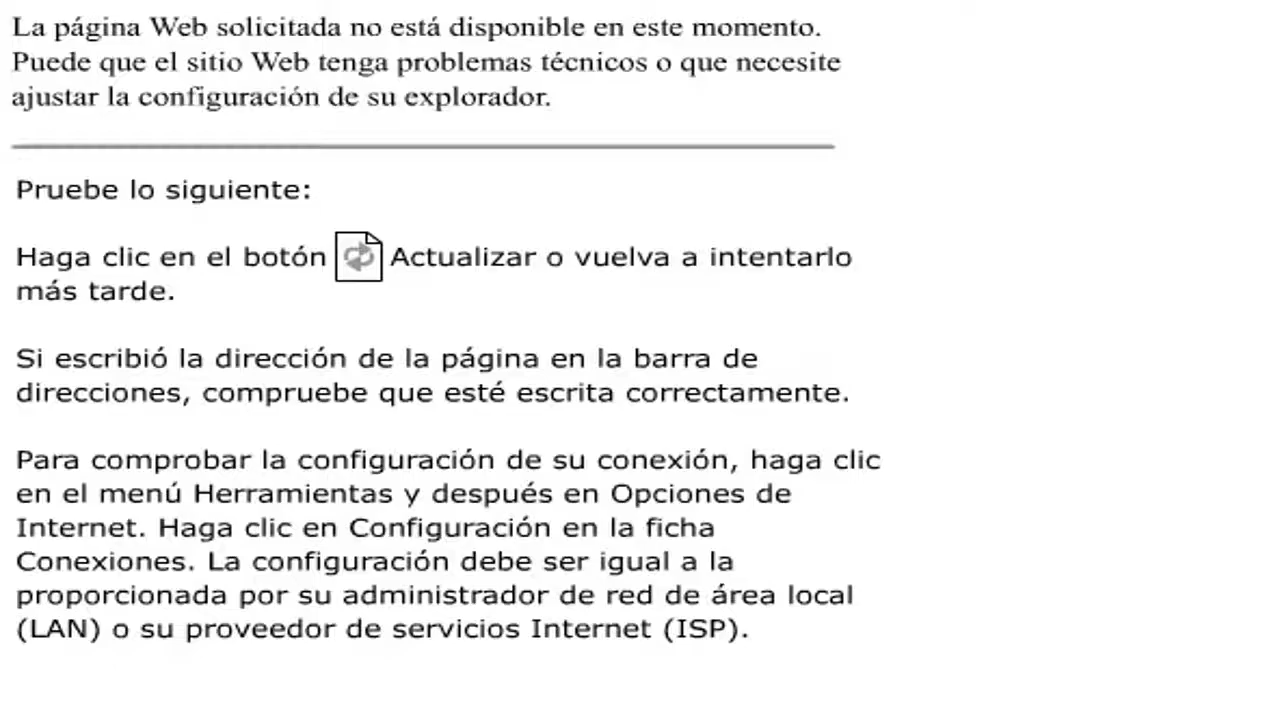 La página Web solicitada no está disponible en este momento.
Puede que el sitio Web tenga problemas técnicos o que necesite
ajustar la configuración de su explorador.
Pruebe lo siguiente:
Haga clic en el botón Actualizar o vuelva a intentarlo
más tarde.
Si escribió la dirección de la página en la barra de
direcciones, compruebe que esté escrita correctamente.
Para comprobar la configuración de su conexión, haga clic
en el menú Herramientas y después en Opciones de
Internet. Haga clic en Configuración en la ficha
Conexiones. La configuración debe ser igual a la
proporcionada por su administrador de red de área local
(LAN) o su proveedor de servicios Internet (ISP).